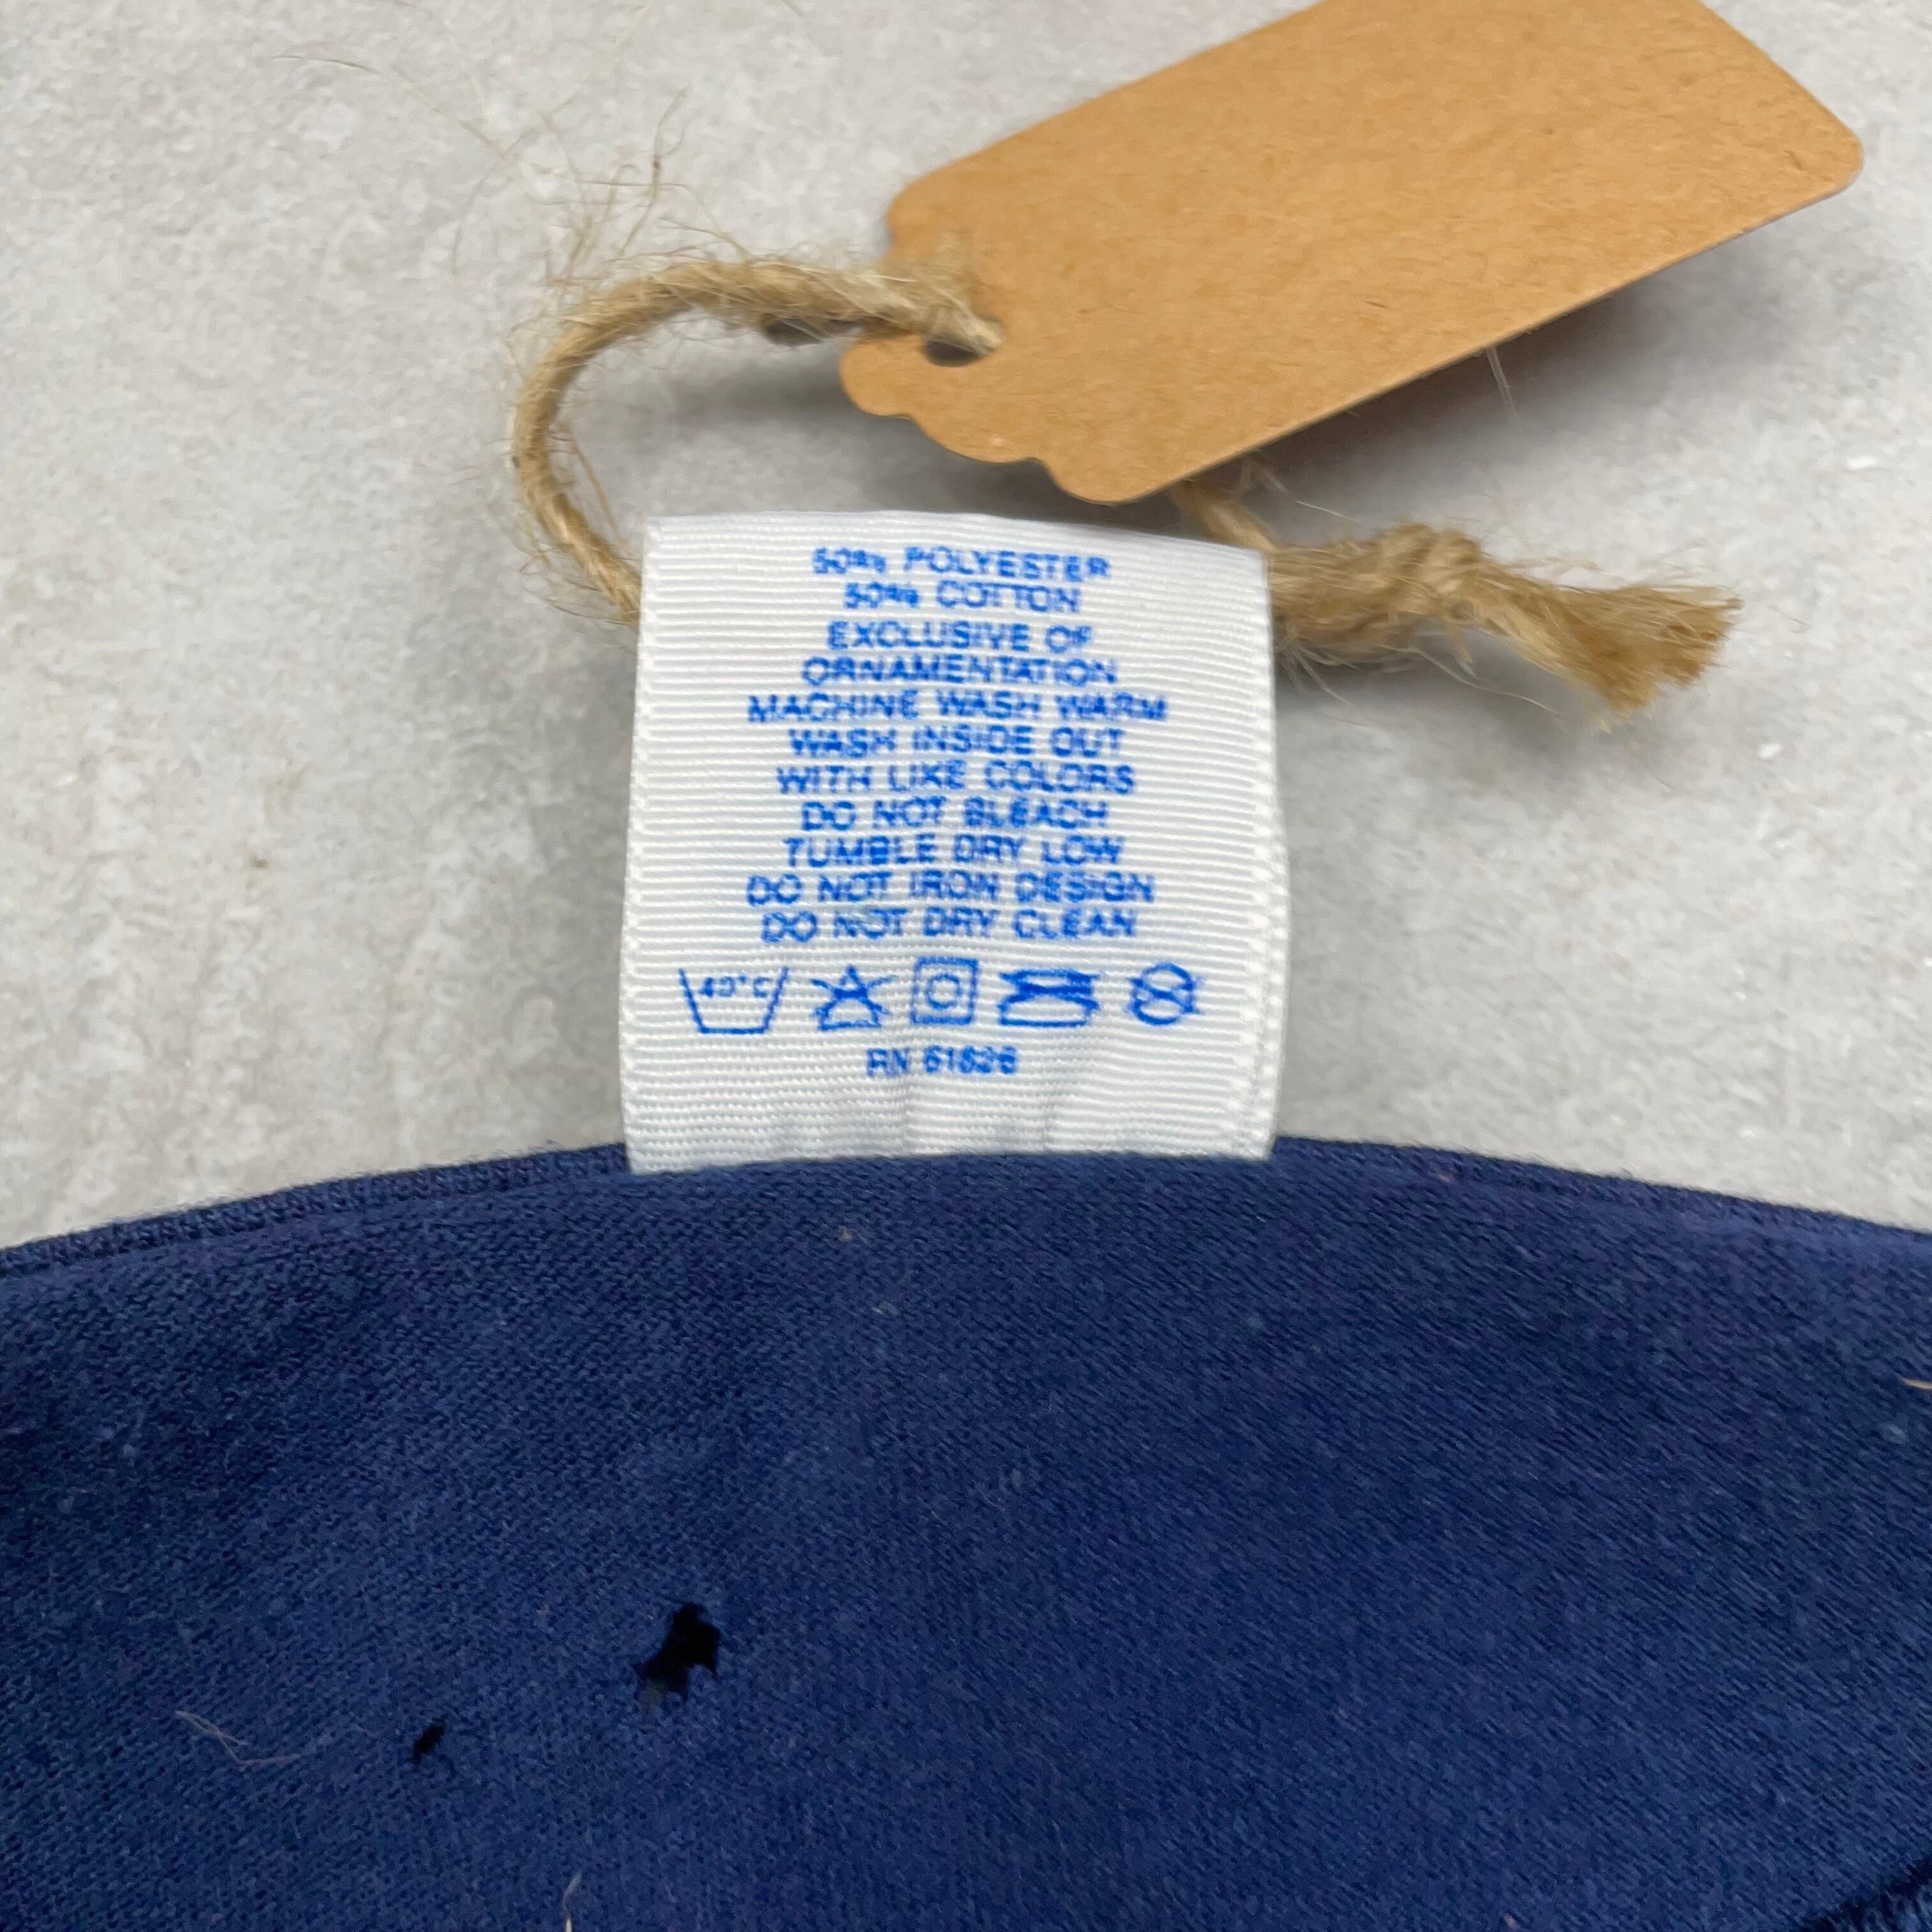 50% POLYESTER
50% COTTON
EXCLUSIVE OF
ORNAMENTATION
MACHINE WASH WARM
WASH INSIDE OUT
WITH LIKE COLORS
DO NOT BLEACH
TUMBLE DRY LOW
DO NOT IRON DESIGN
DO NOT DRY CLEAN
40°C
RN 61826